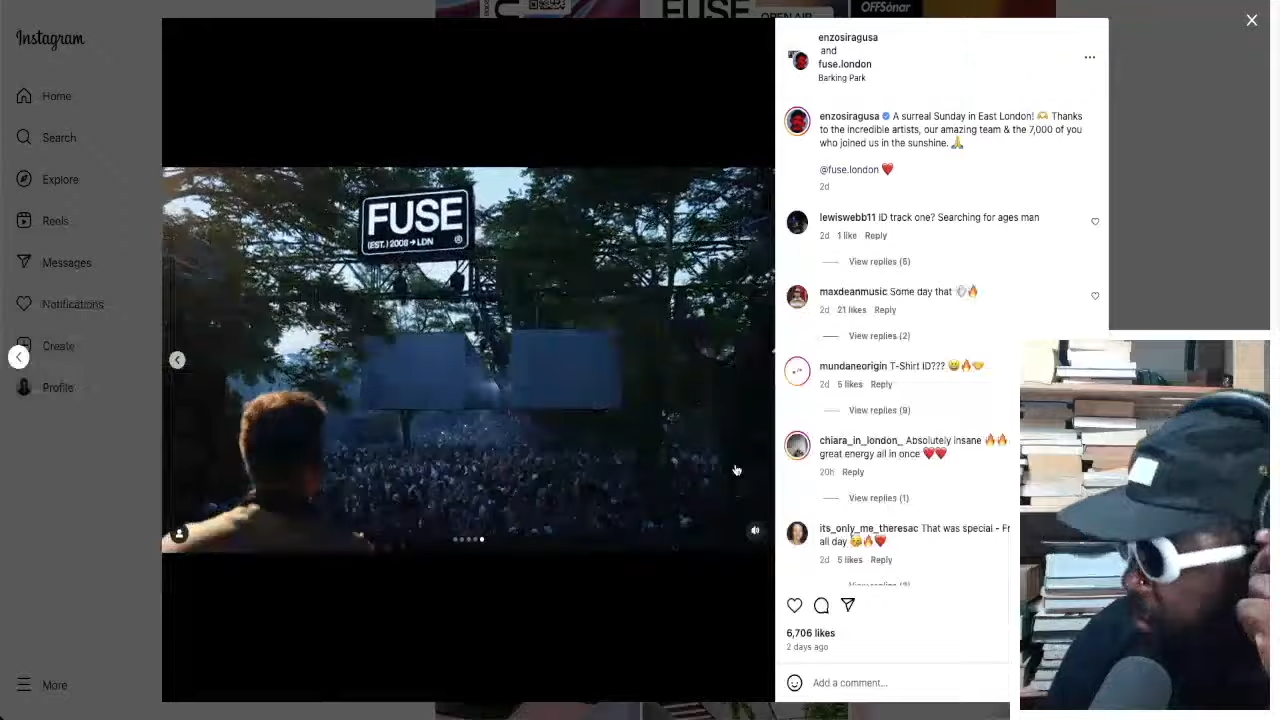 FUSE
OPEN AIR
OFFSónar
Instagram
Home
Search
Explore
Reels
Messages
Notifications
Create
Profile
More
FUSE
(EST.) 2008 → LDN ®
enzosiragusa
and
fuse.london
Barking Park
enzosiragusa A surreal Sunday in East London! 🫶 Thanks
to the incredible artists, our amazing team & the 7,000 of you
who joined us in the sunshine. 🙏
@fuse.london ❤️
2d
lewiswebb11 ID track one? Searching for ages man
2d 1 like Reply
View replies (5)
maxdeanmusic Some day that 🔥
2d 21 likes Reply
View replies (2)
mundaneorigin T-Shirt ID???
2d 5 likes Reply
View replies (9)
chiara_in_london_ Absolutely insane 🔥🔥
great energy all in once ❤️❤️
20h Reply
View replies (1)
its_only_me_theresac That was special - Fr
all day
2d 5 likes Reply
6,706 likes
2 days ago
Add a comment...